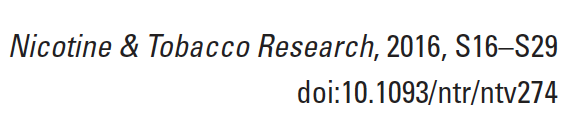 Nicotine & Tobacco Research, 2016, S16–S29
doi:10.1093/ntr/ntv274